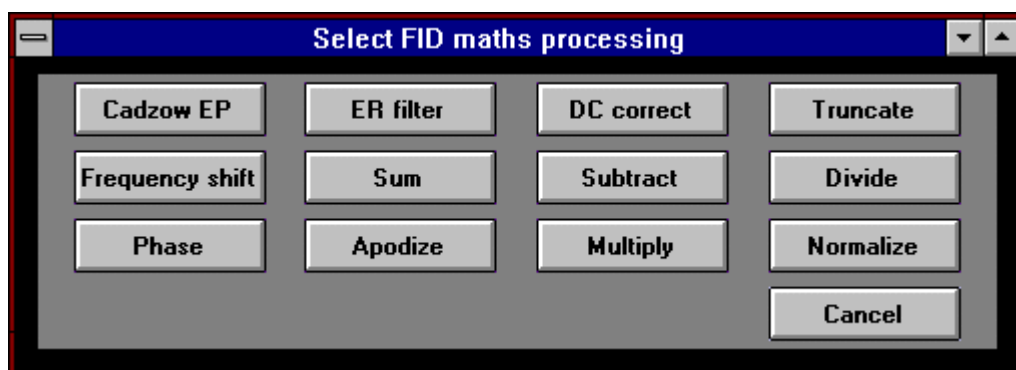 Select FID maths processing
Cadzow EP ER filter DC correct Truncate
Frequency shift Sum Subtract Divide
Phase Apodize Multiply Normalize
Cancel